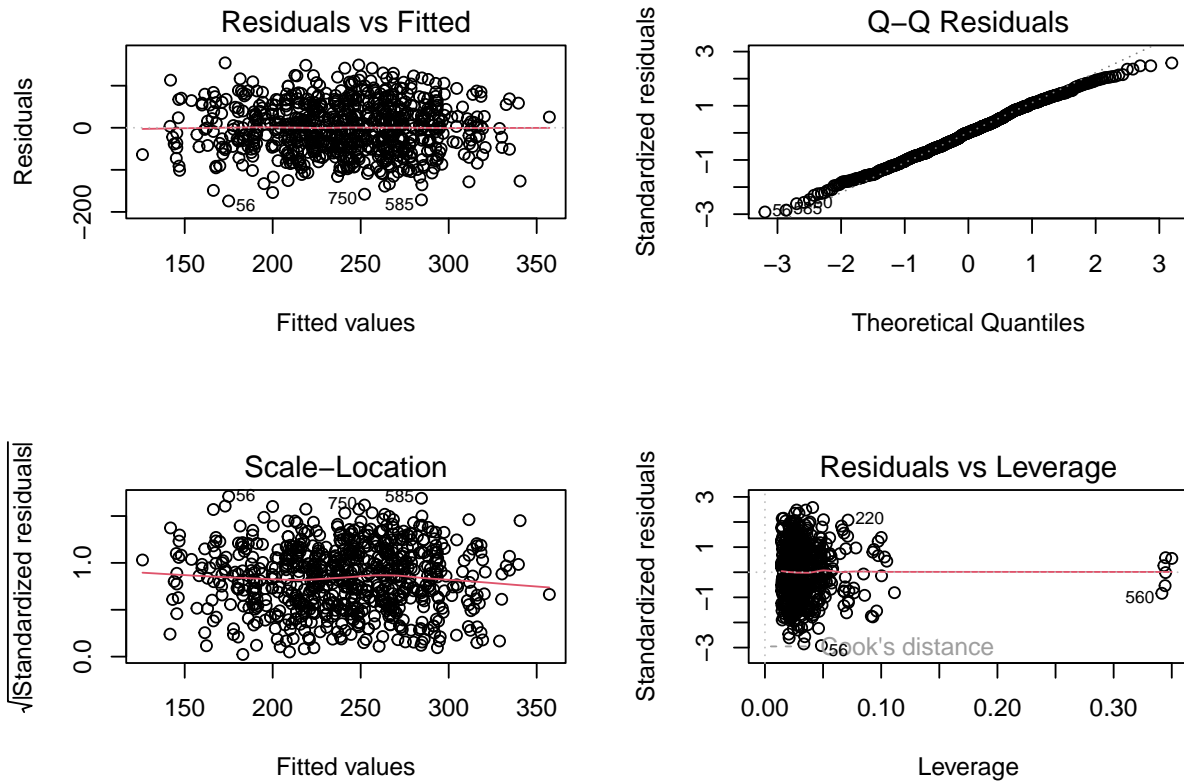 Residuals vs Fitted
Residuals
0
−200
56
750
585
150 200 250 300 350
Fitted values
Q−Q Residuals
Standardized residuals
3
1
−1
−3
56
585
−3 −2 −1 0 1 2 3
Theoretical Quantiles
Scale−Location
√|Standardized residuals|
1.0
0.0
56
750
585
150 200 250 300 350
Fitted values
Residuals vs Leverage
Standardized residuals
3
1
−1
−3
220
560
56
Cook's distance
0.00 0.10 0.20 0.30
Leverage